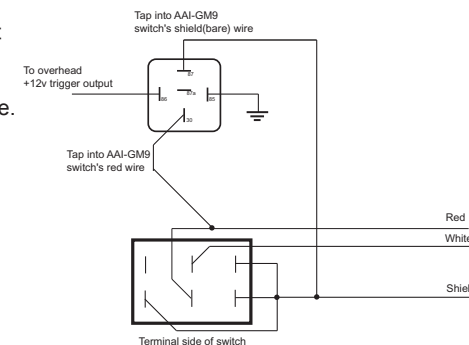 Tap into AAI-GM9
switch's shield(bare) wire
To overhead
+12v trigger output
e.
87
87a
86
85
30
Tap into AAI-GM9
switch's red wire
Red
White
Shiel
Terminal side of switch